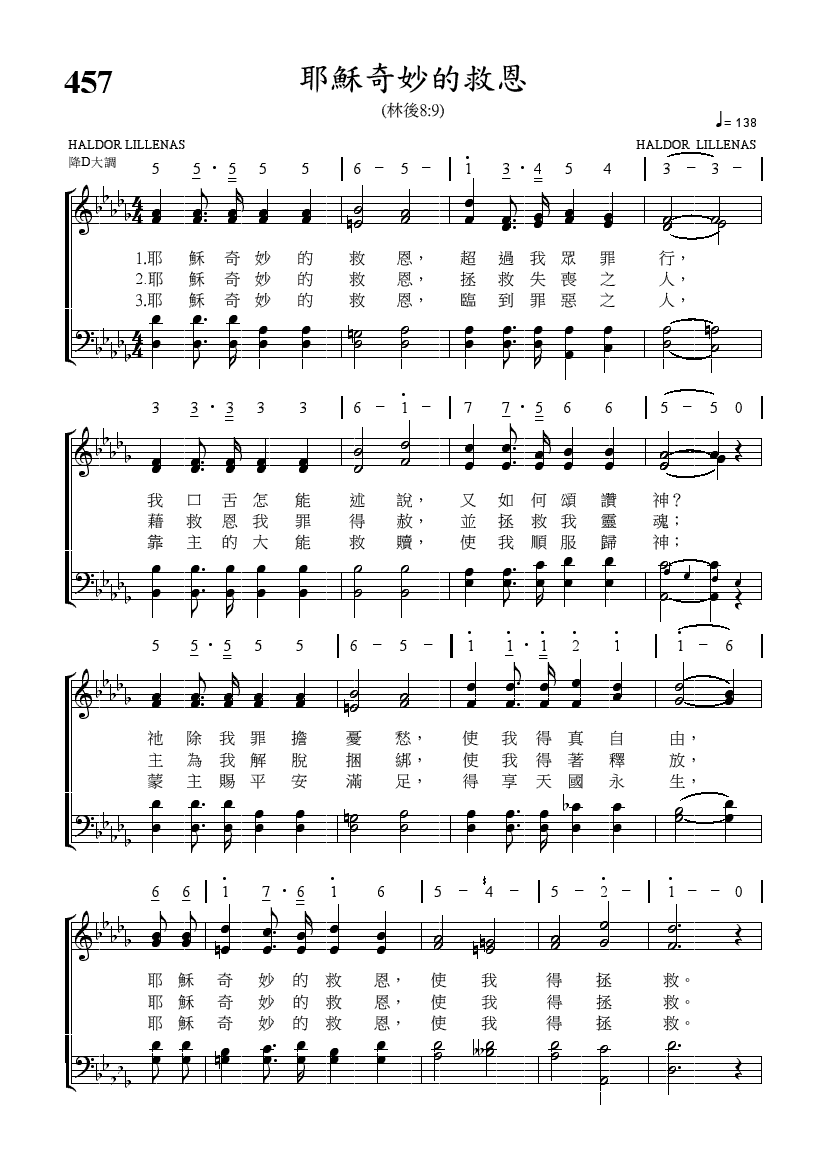 457
耶穌奇妙的救恩
(林後8:9)
♩= 138
HALDOR LILLENAS HALDOR LILLENAS
降D大調
5 5 · 5 5 5 | 6 – 5 – | 1 3 · 4 5 4 | 3 – 3 – |
1.耶 穌 奇 妙 的 救 恩, 超 過 我 眾 罪 行,
2.耶 穌 奇 妙 的 救 恩, 拯 救 失 喪 之 人,
3.耶 穌 奇 妙 的 救 恩, 臨 到 罪 惡 之 人,
3 3 · 3 3 3 | 6 – 1 – | 7 7 · 5 6 6 | 5 – 5 0 |
我 口 舌 怎 能 述 說, 又 如 何 頌 讚 神?
藉 救 恩 我 罪 得 赦, 並 拯 救 我 靈 魂;
靠 主 的 大 能 救 贖, 使 我 順 服 歸 神;
5 5 · 5 5 5 | 6 – 5 – | 1 1 · 1 2 1 | 1 – 6 |
祂 除 我 罪 擔 憂 愁, 使 我 得 真 自 由,
主 為 我 解 脫 捆 綁, 使 我 得 著 釋 放,
蒙 主 賜 平 安 滿 足, 得 享 天 國 永 生,
6 6 | 1 7 · 6 1 6 | 5 – 4 – | 5 – 2 – | 1 – – 0 |
耶 穌 奇 妙 的 救 恩, 使 我 得 拯 救。
耶 穌 奇 妙 的 救 恩, 使 我 得 拯 救。
耶 穌 奇 妙 的 救 恩, 使 我 得 拯 救。